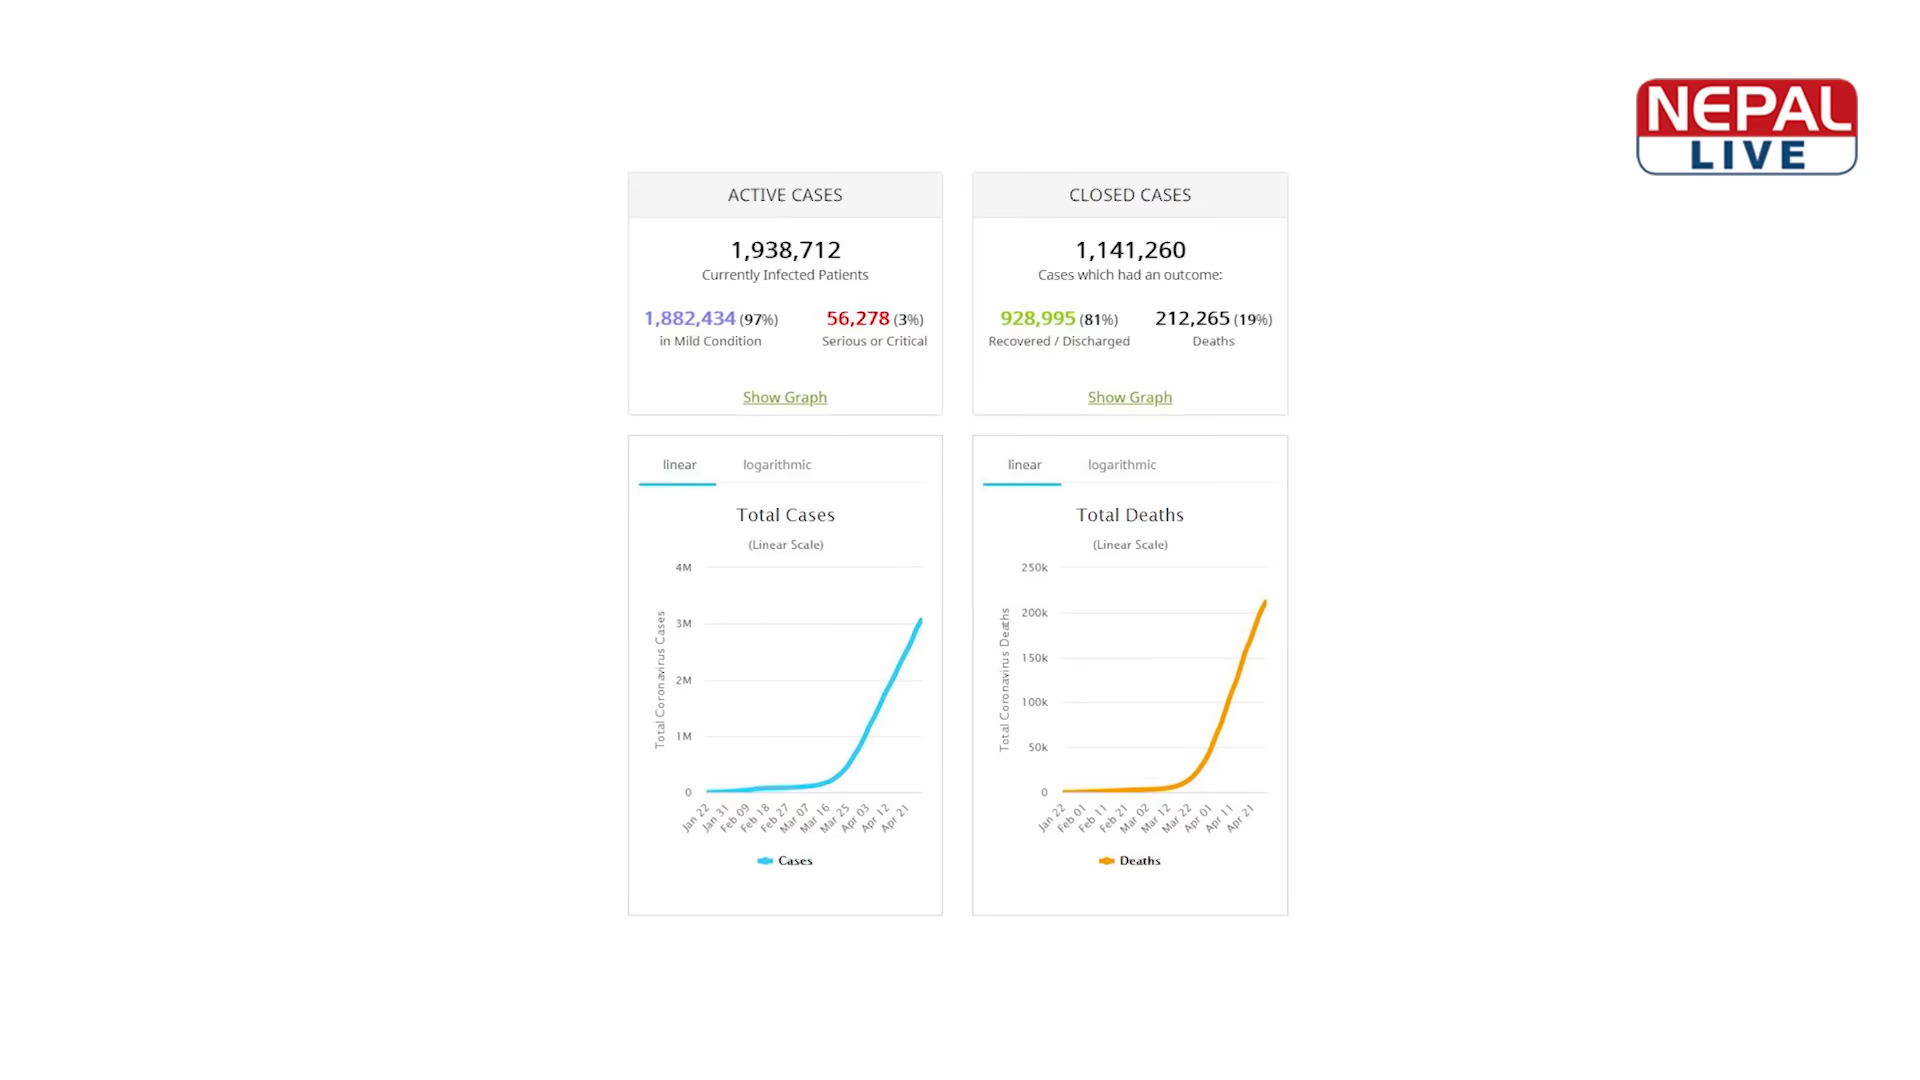 NEPAL
LIVE
ACTIVE CASES
1,938,712
Currently Infected Patients
1,882,434 (97%)
in Mild Condition
56,278 (3%)
Serious or Critical
Show Graph
CLOSED CASES
1,141,260
Cases which had an outcome:
928,995 (81%)
Recovered / Discharged
212,265 (19%)
Deaths
Show Graph
linear logarithmic
Total Cases
(Linear Scale)
Total Coronavirus Cases
4M
3M
2M
1M
0
Jan 22
Jan 31
Feb 09
Feb 18
Feb 27
Mar 07
Mar 16
Mar 25
Apr 03
Apr 12
Apr 21
Cases
linear logarithmic
Total Deaths
(Linear Scale)
Total Coronavirus Deaths
250k
200k
150k
100k
50k
0
Jan 22
Feb 01
Feb 11
Feb 21
Mar 02
Mar 12
Mar 22
Apr 01
Apr 11
Apr 21
Deaths